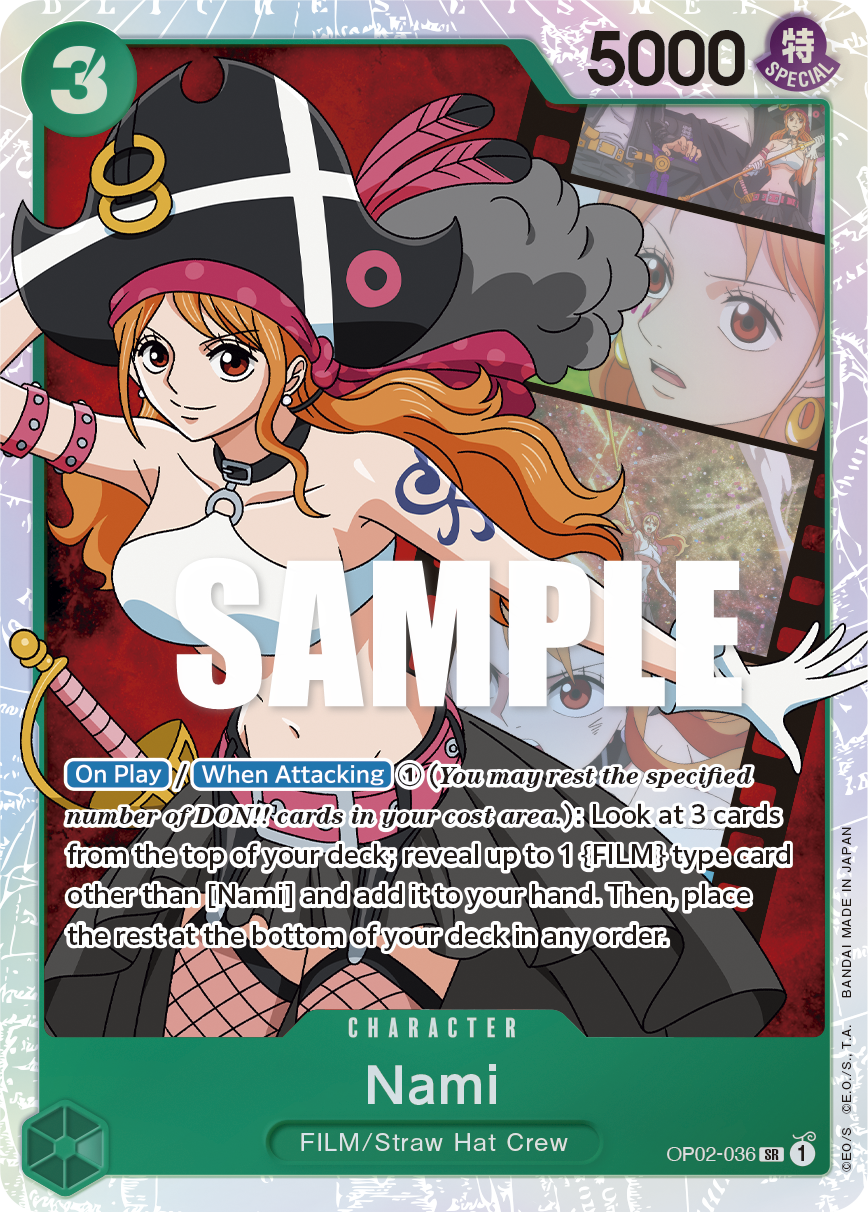 3
5000
特
SPECIAL
SAMPLE
On Play / When Attacking ① (You may rest the specified
number of DON!! cards in your cost area.): Look at 3 cards
from the top of your deck; reveal up to 1 {FILM} type card
other than [Nami] and add it to your hand. Then, place
the rest at the bottom of your deck in any order.
CHARACTER
Nami
FILM/Straw Hat Crew
OP02-036 SR 1
©EO/S ©E.O./S., T.A. BANDAI MADE IN JAPAN